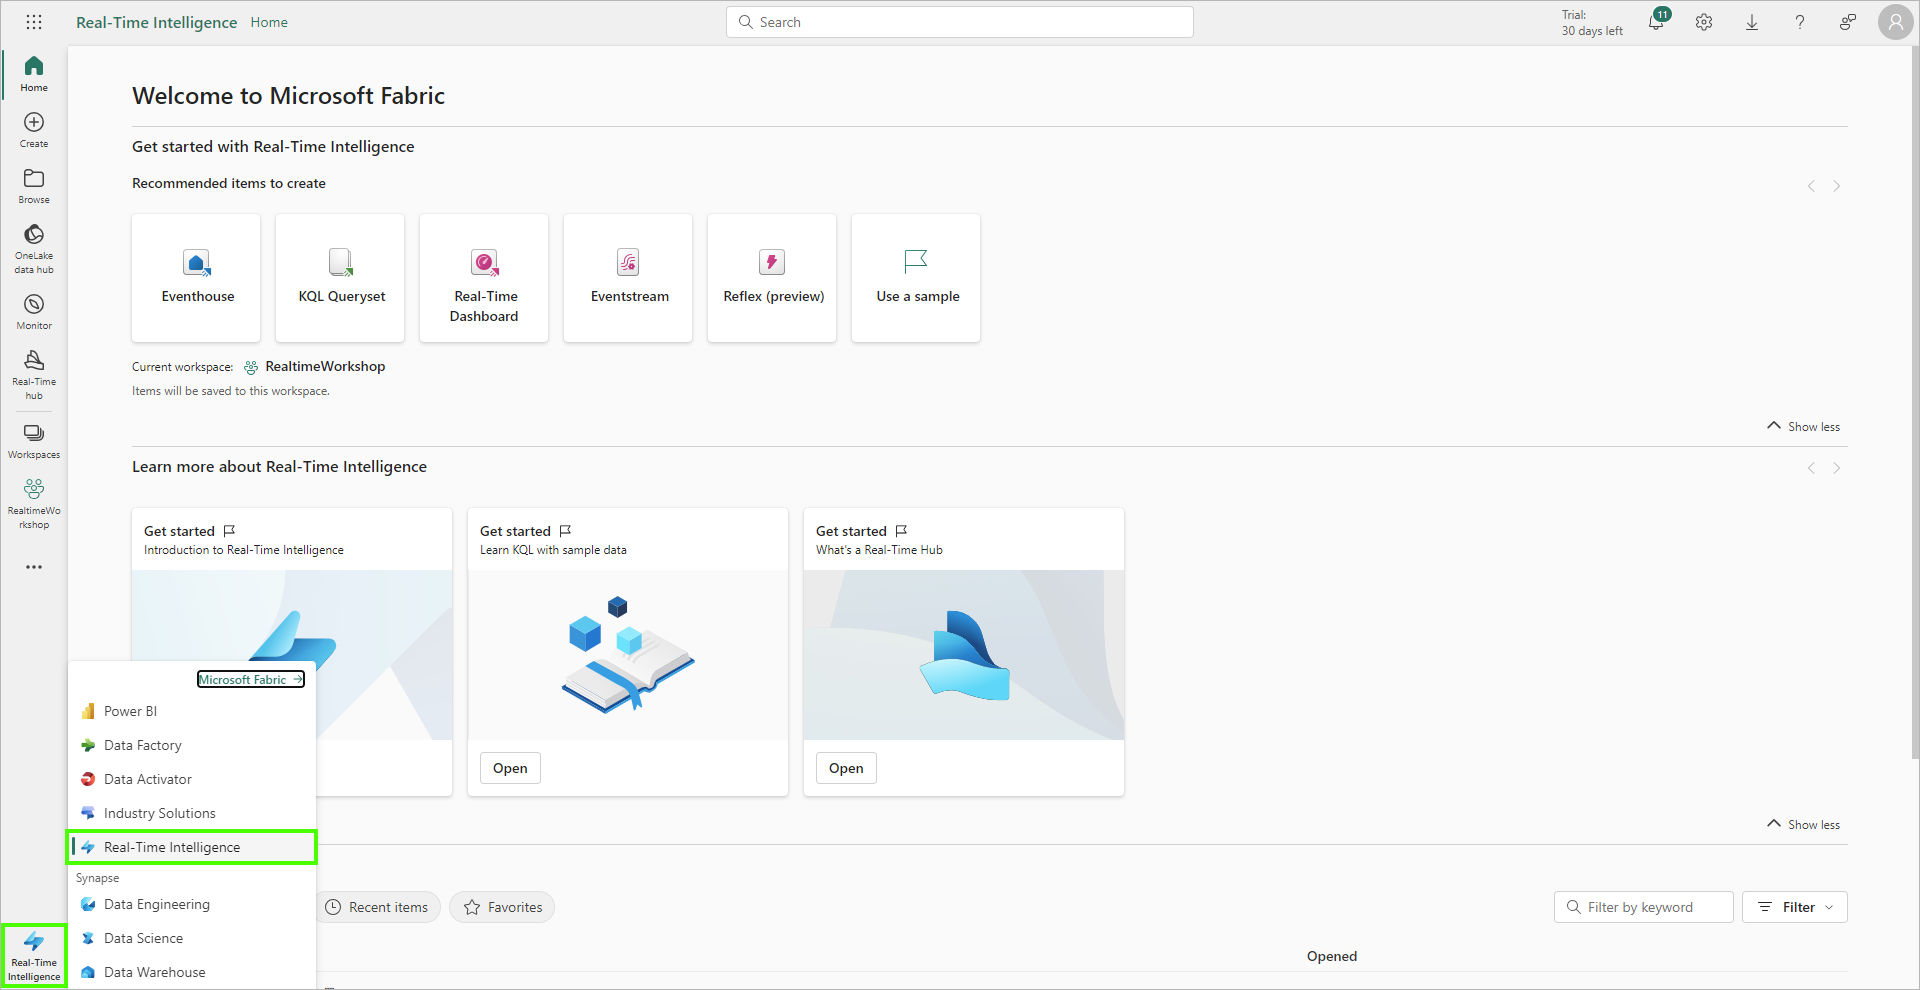 Real-Time Intelligence Home
Search
Trial:
30 days left
11
Home
Create
Browse
OneLake
data hub
Monitor
Real-Time
hub
Workspaces
RealtimeWo
rkshop
Welcome to Microsoft Fabric
Get started with Real-Time Intelligence
Recommended items to create
Eventhouse
KQL Queryset
Real-Time
Dashboard
Eventstream
Reflex (preview)
Use a sample
Current workspace: RealtimeWorkshop
Items will be saved to this workspace.
Show less
Learn more about Real-Time Intelligence
Get started
Introduction to Real-Time Intelligence
Get started
Learn KQL with sample data
Open
Get started
What's a Real-Time Hub
Open
Show less
Microsoft Fabric
Power BI
Data Factory
Data Activator
Industry Solutions
Real-Time Intelligence
Synapse
Data Engineering
Data Science
Data Warehouse
Real-Time
Intelligence
Recent items
Favorites
Filter by keyword
Filter
Opened